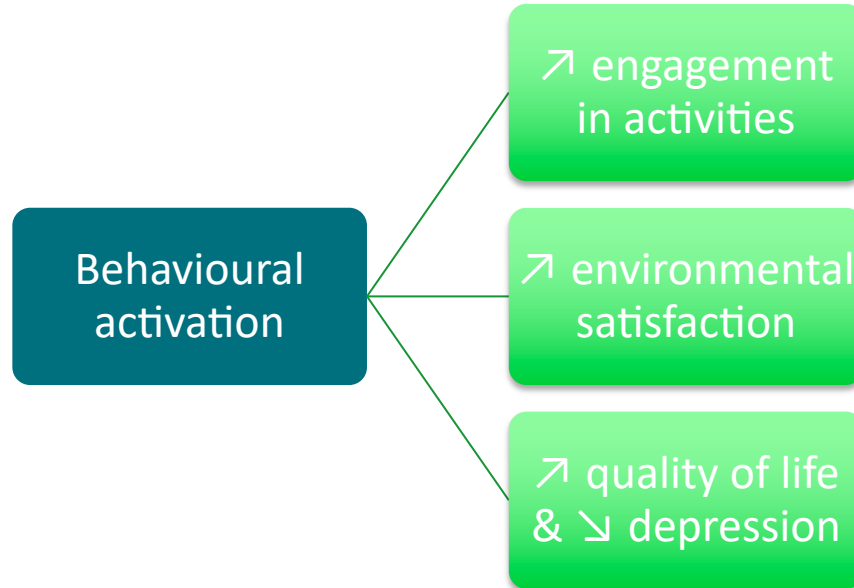 Behavioural
activation
↗ engagement
in activities
↗ environmental
satisfaction
↗ quality of life
& ↘ depression